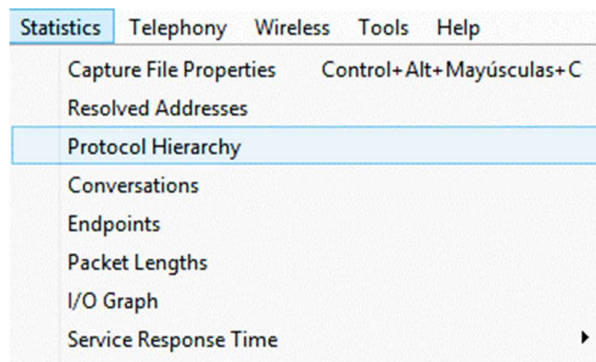 Statistics Telephony Wireless Tools Help
Capture File Properties Control+Alt+Mayúsculas+C
Resolved Addresses
Protocol Hierarchy
Conversations
Endpoints
Packet Lengths
I/O Graph
Service Response Time